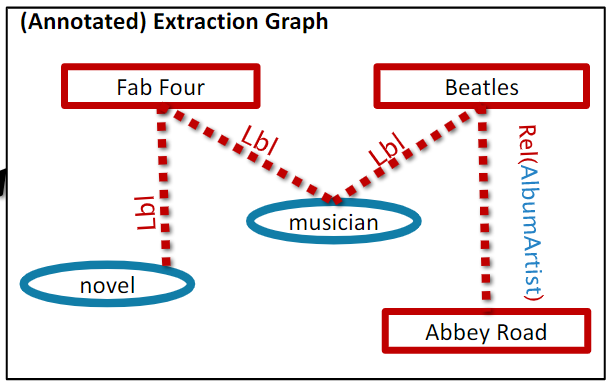 (Annotated) Extraction Graph
Fab Four
Beatles
Lbl
Lbl
Rel(AlbumArtist)
Lbl
musician
novel
Abbey Road